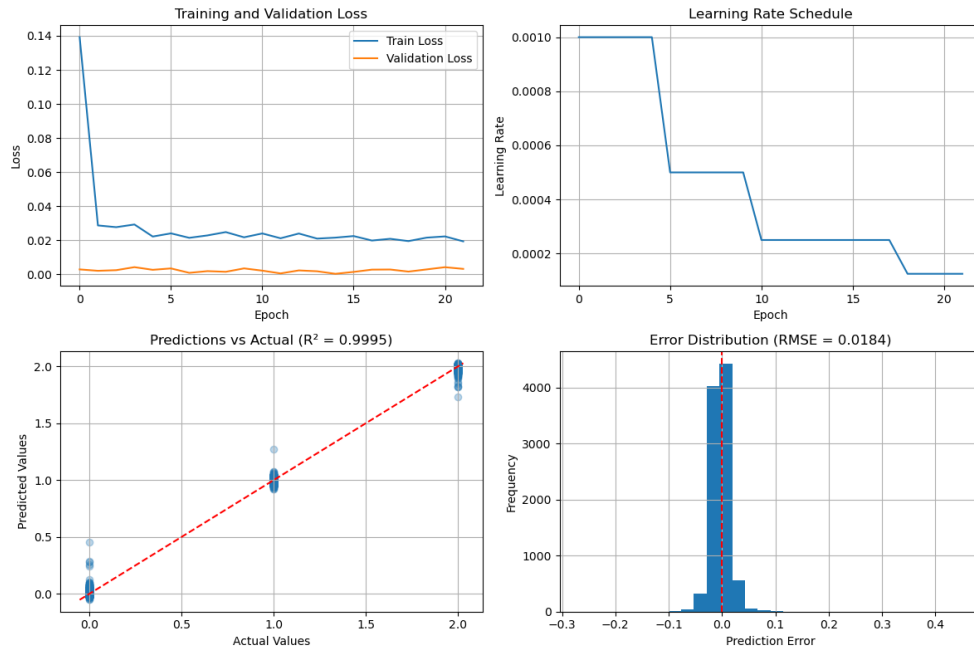 Training and Validation Loss
Train Loss
Validation Loss
0.14
0.12
0.10
0.08
0.06
0.04
0.02
0.00
Loss
0 5 10 15 20
Epoch
Learning Rate Schedule
0.0010
0.0008
0.0006
0.0004
0.0002
Learning Rate
0 5 10 15 20
Epoch
Predictions vs Actual (R² = 0.9995)
2.0
1.5
1.0
0.5
0.0
Predicted Values
0.0 0.5 1.0 1.5 2.0
Actual Values
Error Distribution (RMSE = 0.0184)
4000
3000
2000
1000
0
Frequency
−0.3 −0.2 −0.1 0.0 0.1 0.2 0.3 0.4
Prediction Error